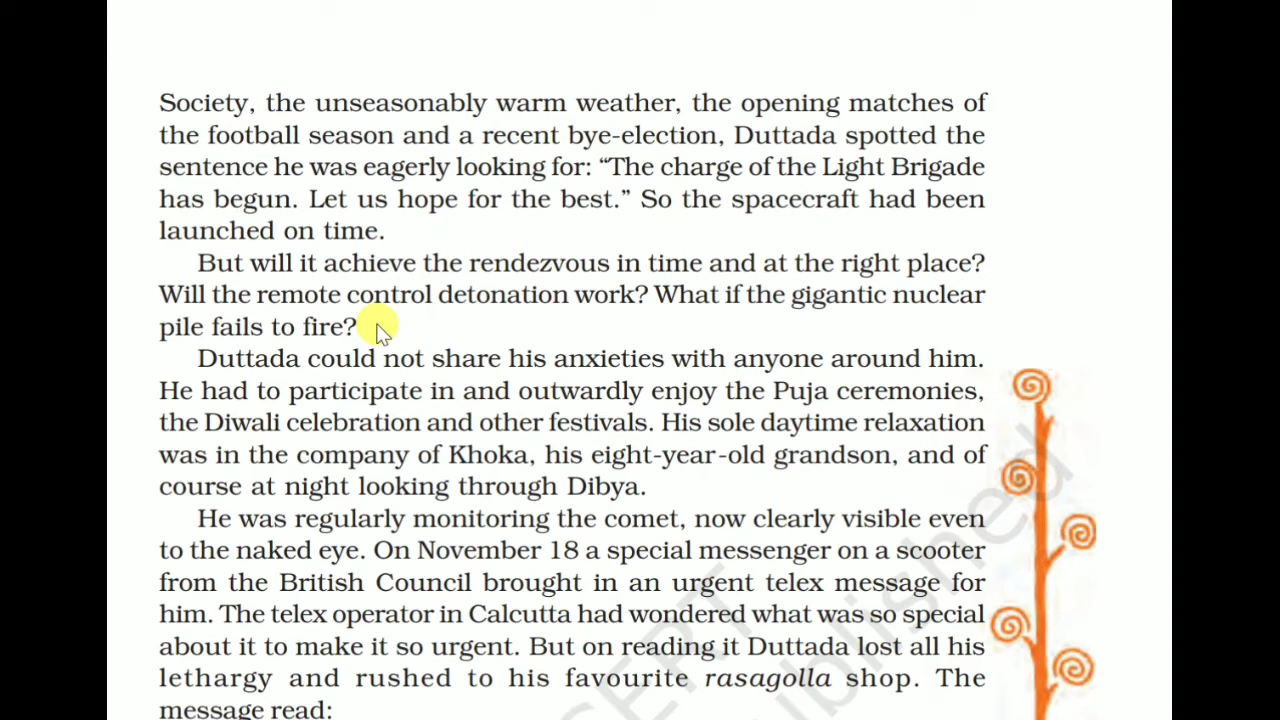 Society, the unseasonably warm weather, the opening matches of
the football season and a recent bye-election, Duttada spotted the
sentence he was eagerly looking for: “The charge of the Light Brigade
has begun. Let us hope for the best.” So the spacecraft had been
launched on time.
But will it achieve the rendezvous in time and at the right place?
Will the remote control detonation work? What if the gigantic nuclear
pile fails to fire?
Duttada could not share his anxieties with anyone around him.
He had to participate in and outwardly enjoy the Puja ceremonies,
the Diwali celebration and other festivals. His sole daytime relaxation
was in the company of Khoka, his eight-year-old grandson, and of
course at night looking through Dibya.
He was regularly monitoring the comet, now clearly visible even
to the naked eye. On November 18 a special messenger on a scooter
from the British Council brought in an urgent telex message for
him. The telex operator in Calcutta had wondered what was so special
about it to make it so urgent. But on reading it Duttada lost all his
lethargy and rushed to his favourite rasagolla shop. The
message read: